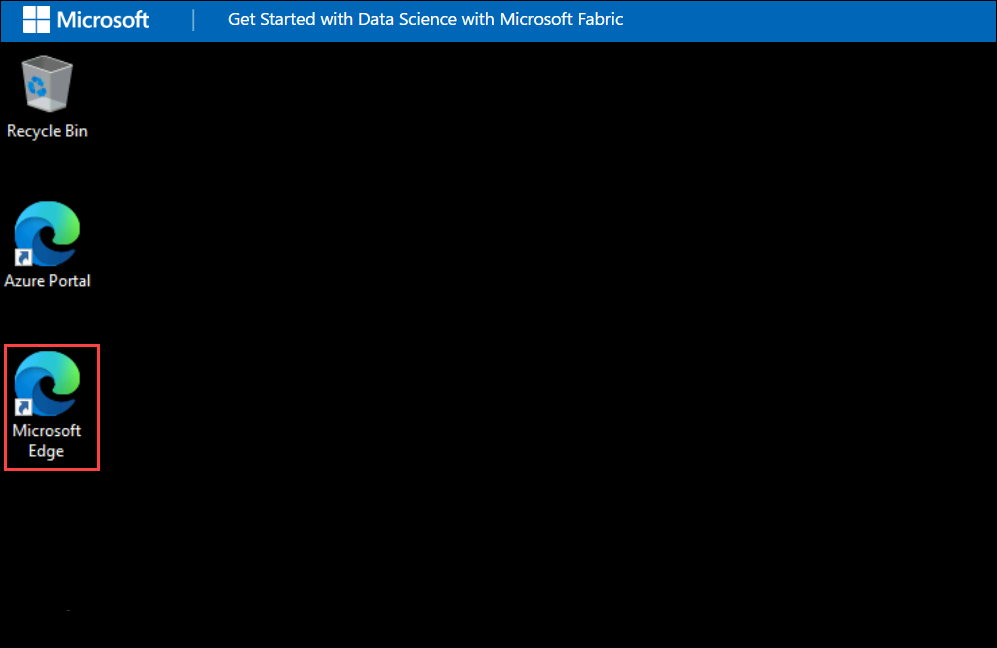 Microsoft | Get Started with Data Science with Microsoft Fabric
Recycle Bin
Azure Portal
Microsoft
Edge